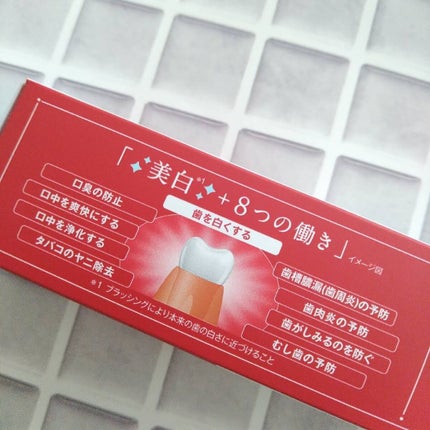 「美白※1+8つの働き」
イメージ図
歯を白くする
口臭の防止
口中を爽快にする
口中を浄化する
タバコのヤニ除去
歯槽膿漏(歯周炎)の予防
歯肉炎の予防
歯がしみるのを防ぐ
むし歯の予防
※1 ブラッシングにより本来の歯の白さに近づけること